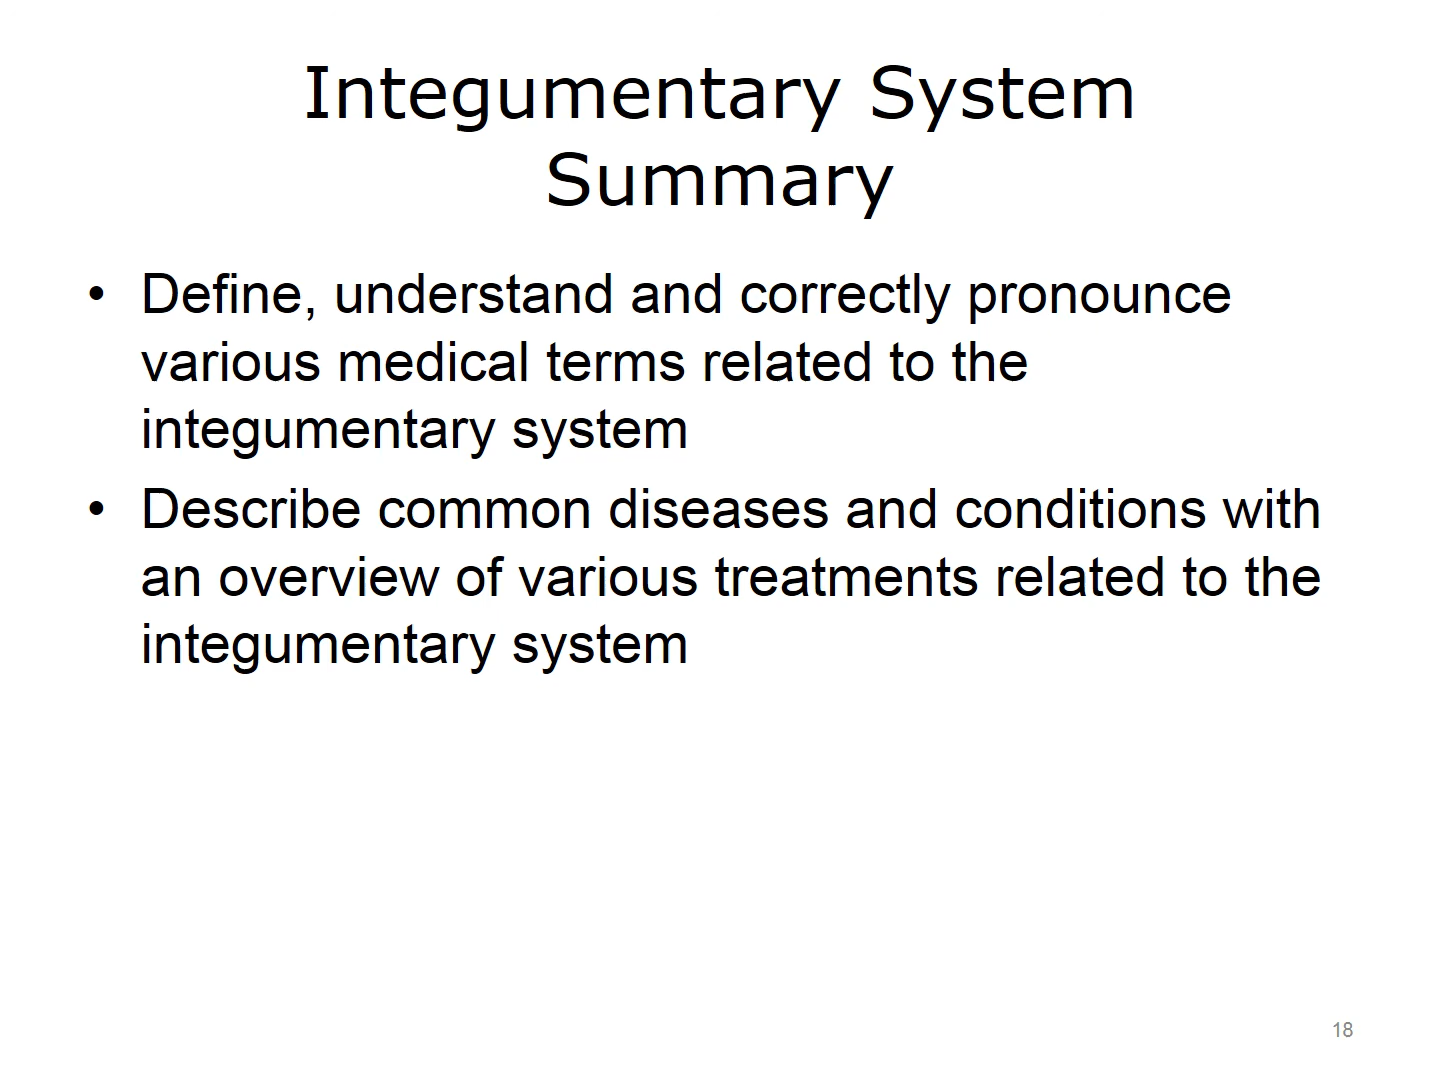 Integumentary System
Summary
• Define, understand and correctly pronounce
various medical terms related to the
integumentary system
• Describe common diseases and conditions with
an overview of various treatments related to the
integumentary system
18